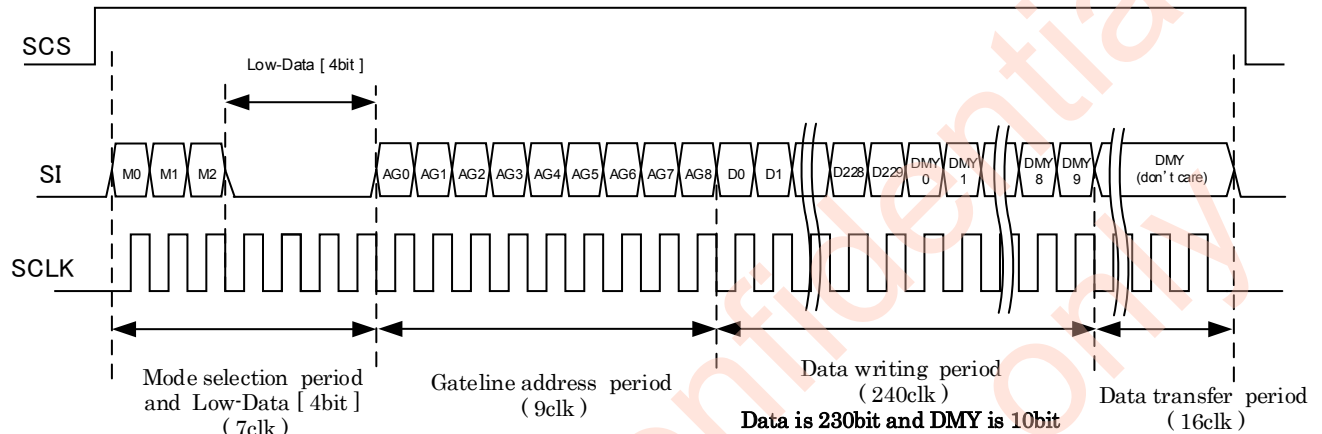 SCS
Low-Data [ 4bit ]
SI
M0 M1 M2 AG0 AG1 AG2 AG3 AG4 AG5 AG6 AG7 AG8 D0 D1 D228 D229 DMY 0 DMY 1 DMY 8 DMY 9 DMY (don't care)
SCLK
Mode selection period
and Low-Data [ 4bit ]
( 7clk )
Gateline address period
( 9clk )
Data writing period
( 240clk )
Data is 230bit and DMY is 10bit
Data transfer period
( 16clk )
only